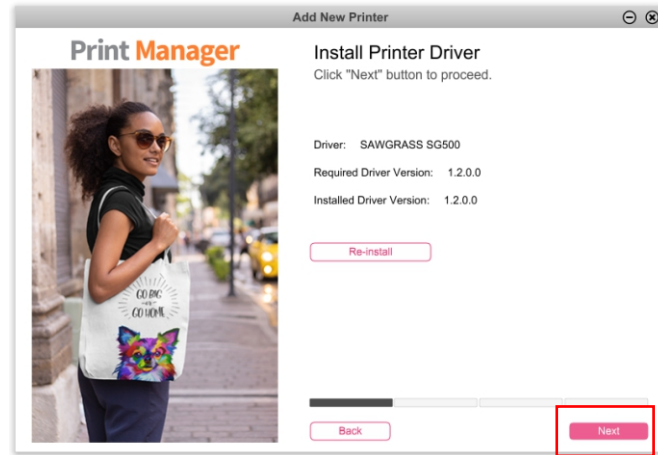 Add New Printer
Print Manager
Install Printer Driver
Click "Next" button to proceed.
Driver: SAWGRASS SG500
Required Driver Version: 1.2.0.0
Installed Driver Version: 1.2.0.0
Re-install
GO BIG
OR
GO HOME
Back
Next